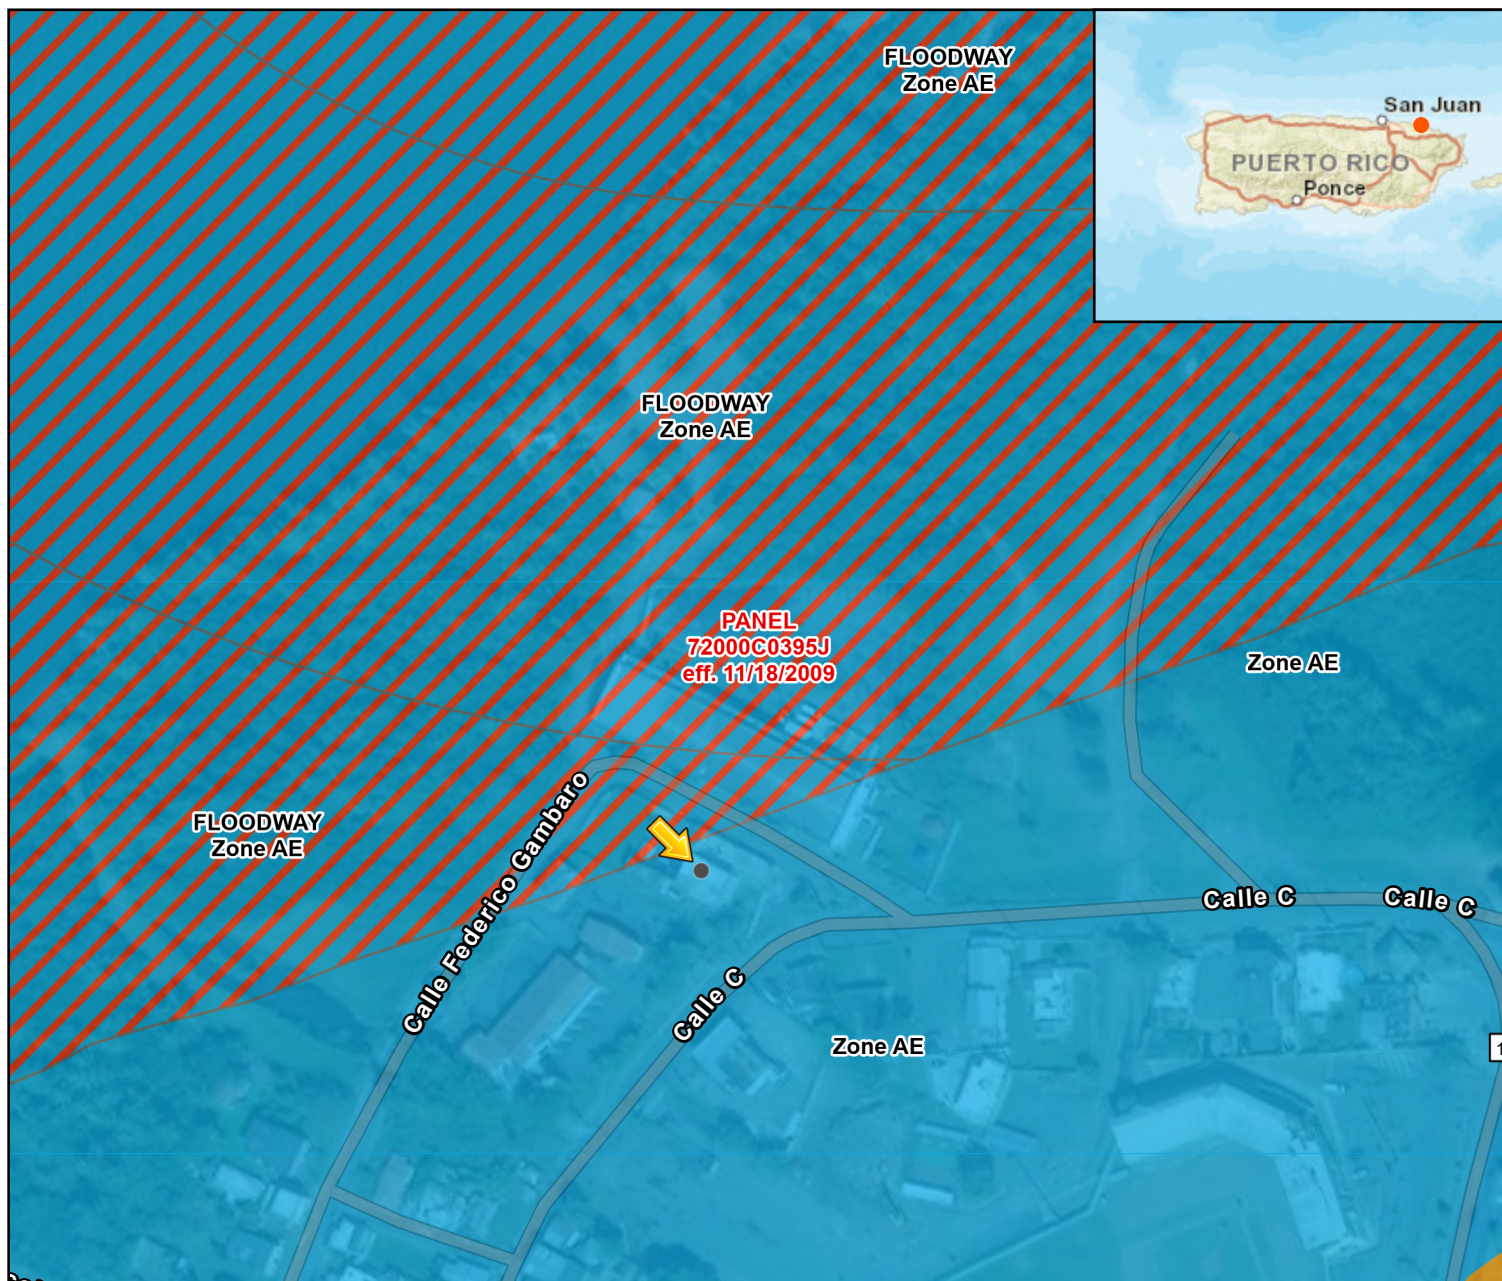 FLOODWAY
Zone AE
San Juan
PUERTO RICO
Ponce
FLOODWAY
Zone AE
PANEL
72000C0395J
eff. 11/18/2009
Zone AE
FLOODWAY
Zone AE
Calle Federico Gambaro
Calle C
Calle C
Calle C
Zone AE